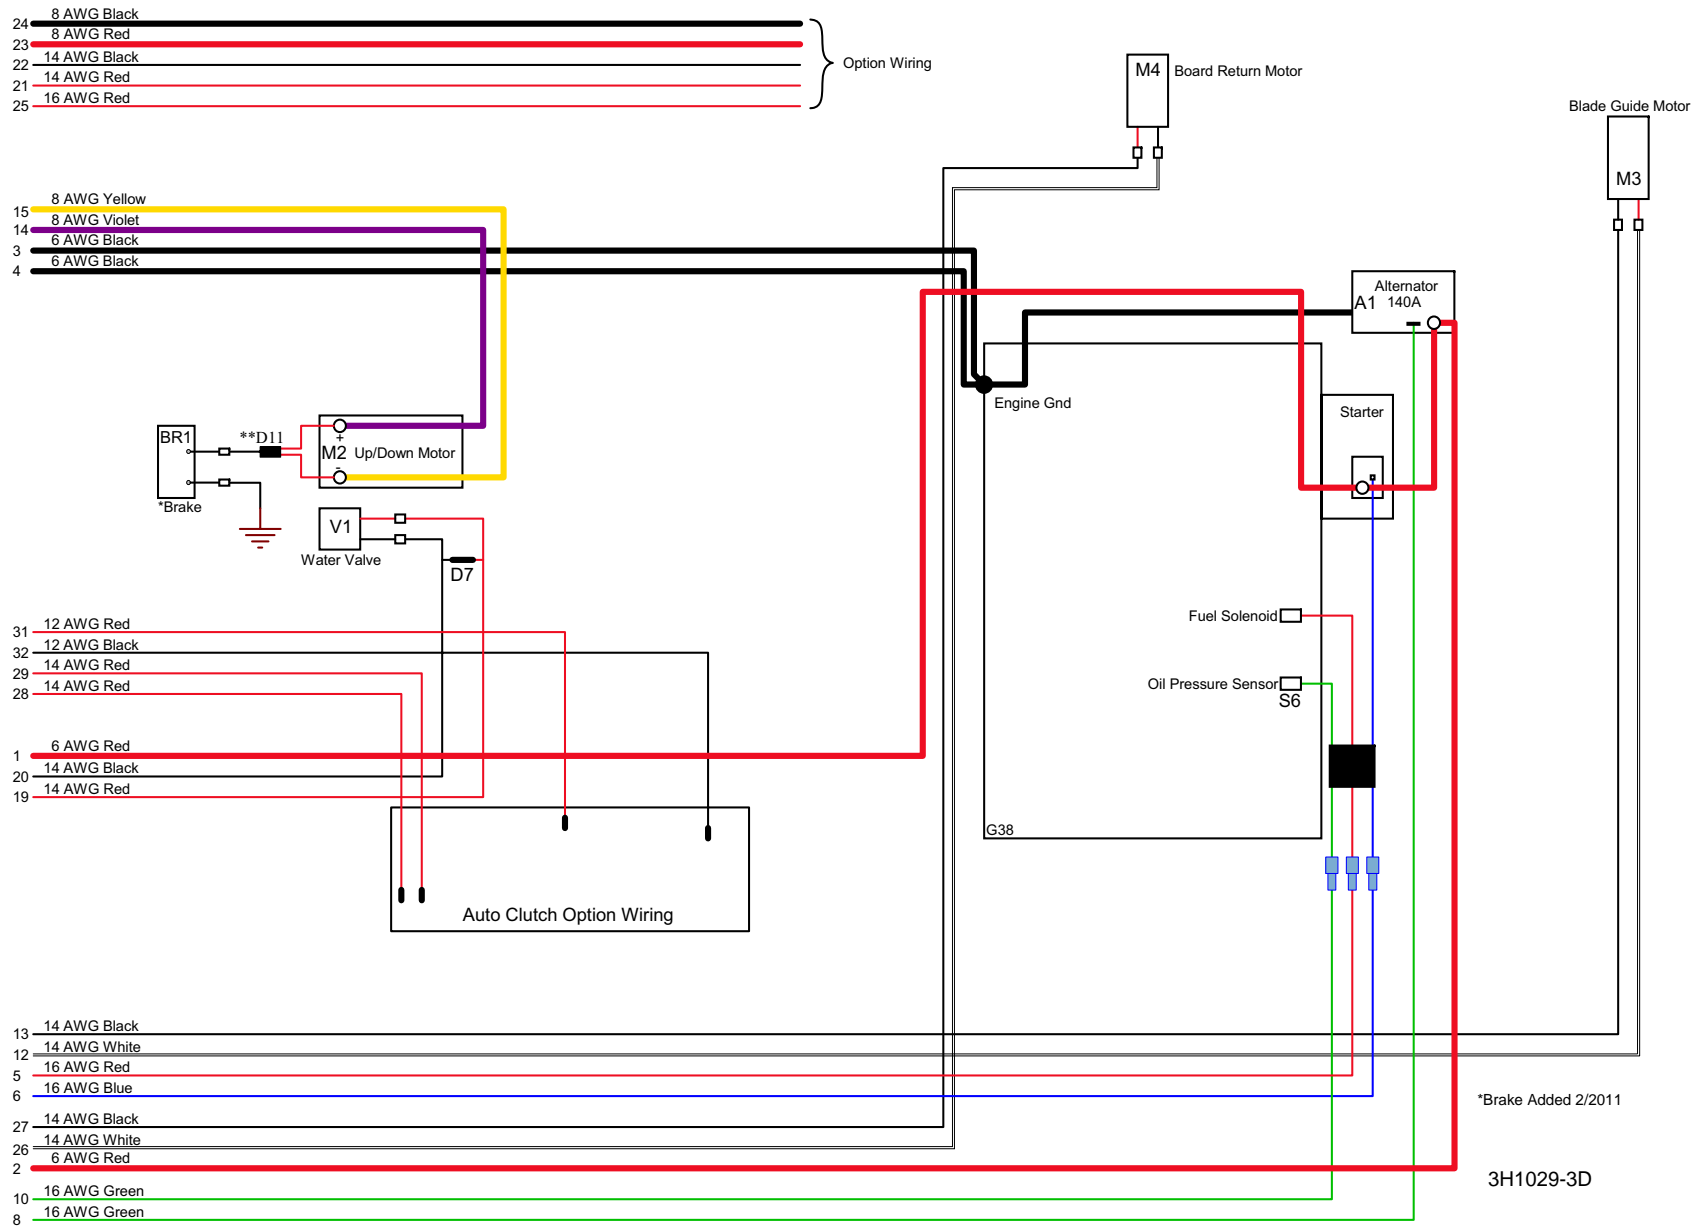 24 8 AWG Black
23 8 AWG Red
22 14 AWG Black
21 14 AWG Red
25 16 AWG Red
Option Wiring
M4 Board Return Motor
Blade Guide Motor
M3
15 8 AWG Yellow
14 8 AWG Violet
3 6 AWG Black
4 6 AWG Black
Alternator
A1 140A
Engine Gnd
Starter
BR1
**D11
+
M2 Up/Down Motor
-
*Brake
V1
Water Valve
D7
Fuel Solenoid
Oil Pressure Sensor
S6
31 12 AWG Red
32 12 AWG Black
29 14 AWG Red
28 14 AWG Red
1 6 AWG Red
20 14 AWG Black
19 14 AWG Red
G38
Auto Clutch Option Wiring
13 14 AWG Black
12 14 AWG White
5 16 AWG Red
6 16 AWG Blue
*Brake Added 2/2011
27 14 AWG Black
26 14 AWG White
2 6 AWG Red
3H1029-3D
10 16 AWG Green
8 16 AWG Green